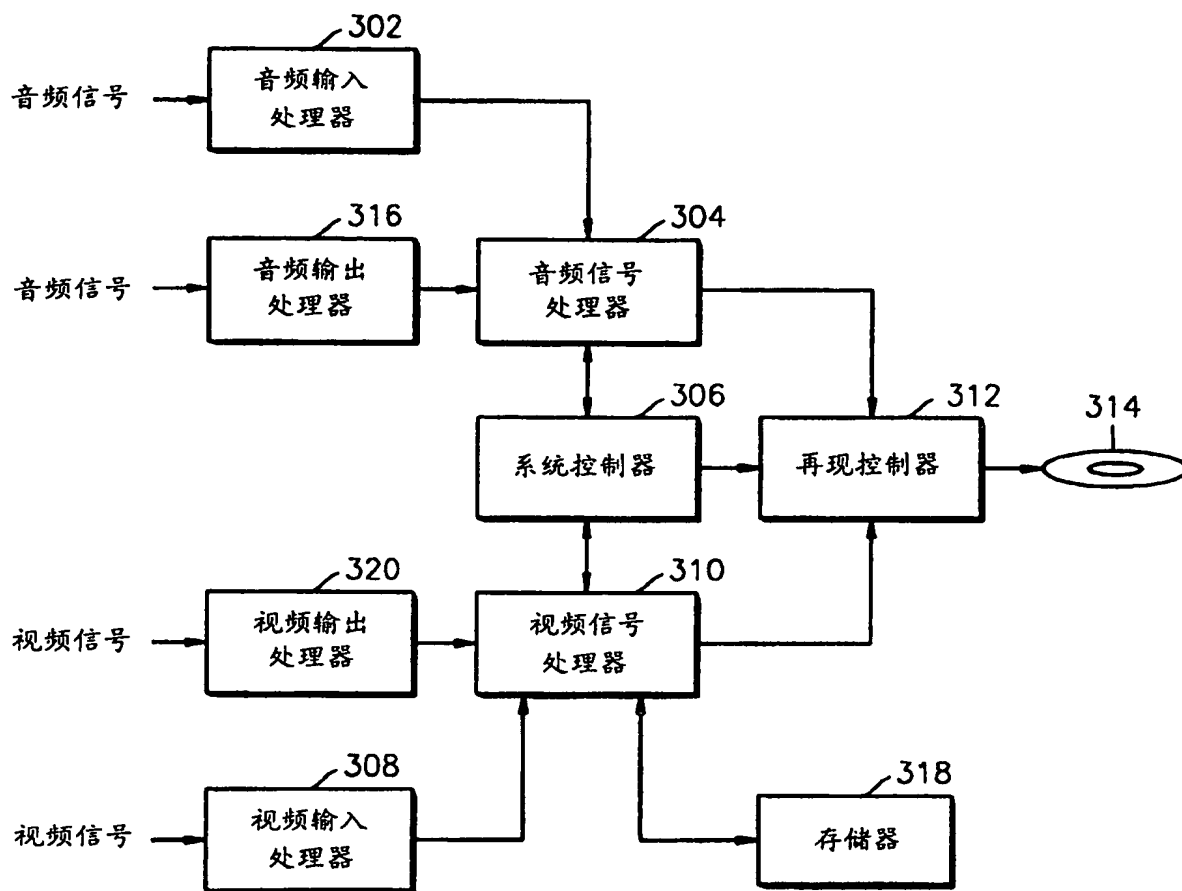 302
音频信号
音频输入
处理器
316
304
音频信号
音频输出
处理器
音频信号
处理器
306
312
314
系统控制器
再现控制器
320
310
视频信号
视频输出
处理器
视频信号
处理器
308
318
视频信号
视频输入
处理器
存储器